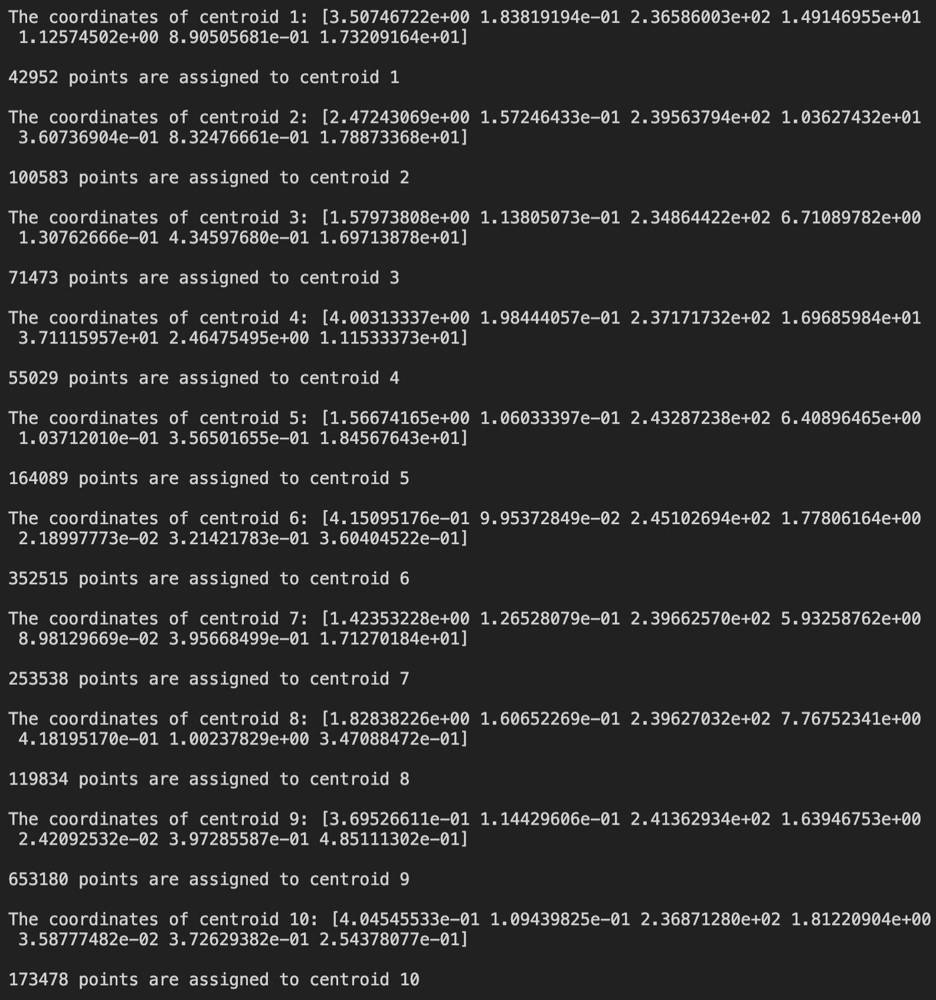 The coordinates of centroid 1: [3.50746722e+00 1.83819194e-01 2.36586003e+02 1.49146955e+01
 1.12574502e+00 8.90505681e-01 1.73209164e+01]
42952 points are assigned to centroid 1
The coordinates of centroid 2: [2.47243069e+00 1.57246433e-01 2.39563794e+02 1.03627432e+01
 3.60736904e-01 8.32476661e-01 1.78873368e+01]
100583 points are assigned to centroid 2
The coordinates of centroid 3: [1.57973808e+00 1.13805073e-01 2.34864422e+02 6.71089782e+00
 1.30762666e-01 4.34597680e-01 1.69713878e+01]
71473 points are assigned to centroid 3
The coordinates of centroid 4: [4.00313337e+00 1.98444057e-01 2.37171732e+02 1.69685984e+01
 3.71115957e+01 2.46475495e+00 1.11533373e+01]
55029 points are assigned to centroid 4
The coordinates of centroid 5: [1.56674165e+00 1.06033397e-01 2.43287238e+02 6.40896465e+00
 1.03712010e-01 3.56501655e-01 1.84567643e+01]
164089 points are assigned to centroid 5
The coordinates of centroid 6: [4.15095176e-01 9.95372849e-02 2.45102694e+02 1.77806164e+00
 2.18997773e-02 3.21421783e-01 3.60404522e-01]
352515 points are assigned to centroid 6
The coordinates of centroid 7: [1.42353228e+00 1.26528079e-01 2.39662570e+02 5.93258762e+00
 8.98129669e-02 3.95668499e-01 1.71270184e+01]
253538 points are assigned to centroid 7
The coordinates of centroid 8: [1.82838226e+00 1.60652269e-01 2.39627032e+02 7.76752341e+00
 4.18195170e-01 1.00237829e+00 3.47088472e-01]
119834 points are assigned to centroid 8
The coordinates of centroid 9: [3.69526611e-01 1.14429606e-01 2.41362934e+02 1.63946753e+00
 2.42092532e-02 3.97285587e-01 4.85111302e-01]
653180 points are assigned to centroid 9
The coordinates of centroid 10: [4.04545533e-01 1.09439825e-01 2.36871280e+02 1.81220904e+00
 3.58777482e-02 3.72629382e-01 2.54378077e-01]
173478 points are assigned to centroid 10